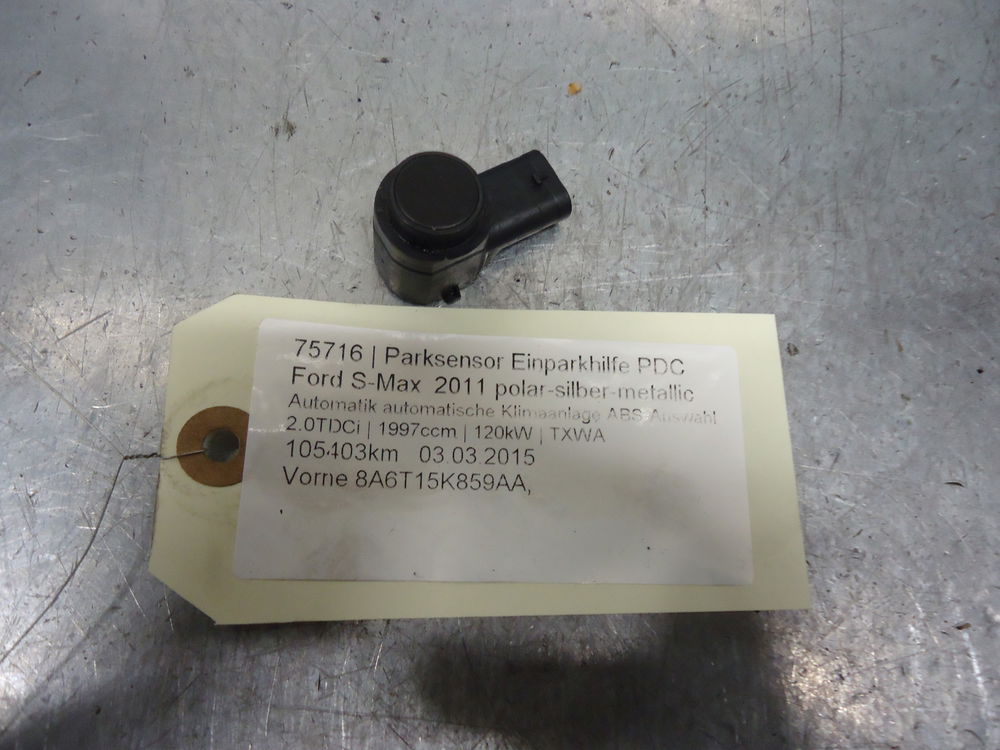 75716 | Parksensor Einparkhilfe PDC
Ford S-Max 2011 polar-silber-metallic
Automatik automatische Klimaanlage ABS Auswahl
2.0TDCi | 1997ccm | 120kW | TXWA
105403km 03.03.2015
Vorne 8A6T15K859AA,